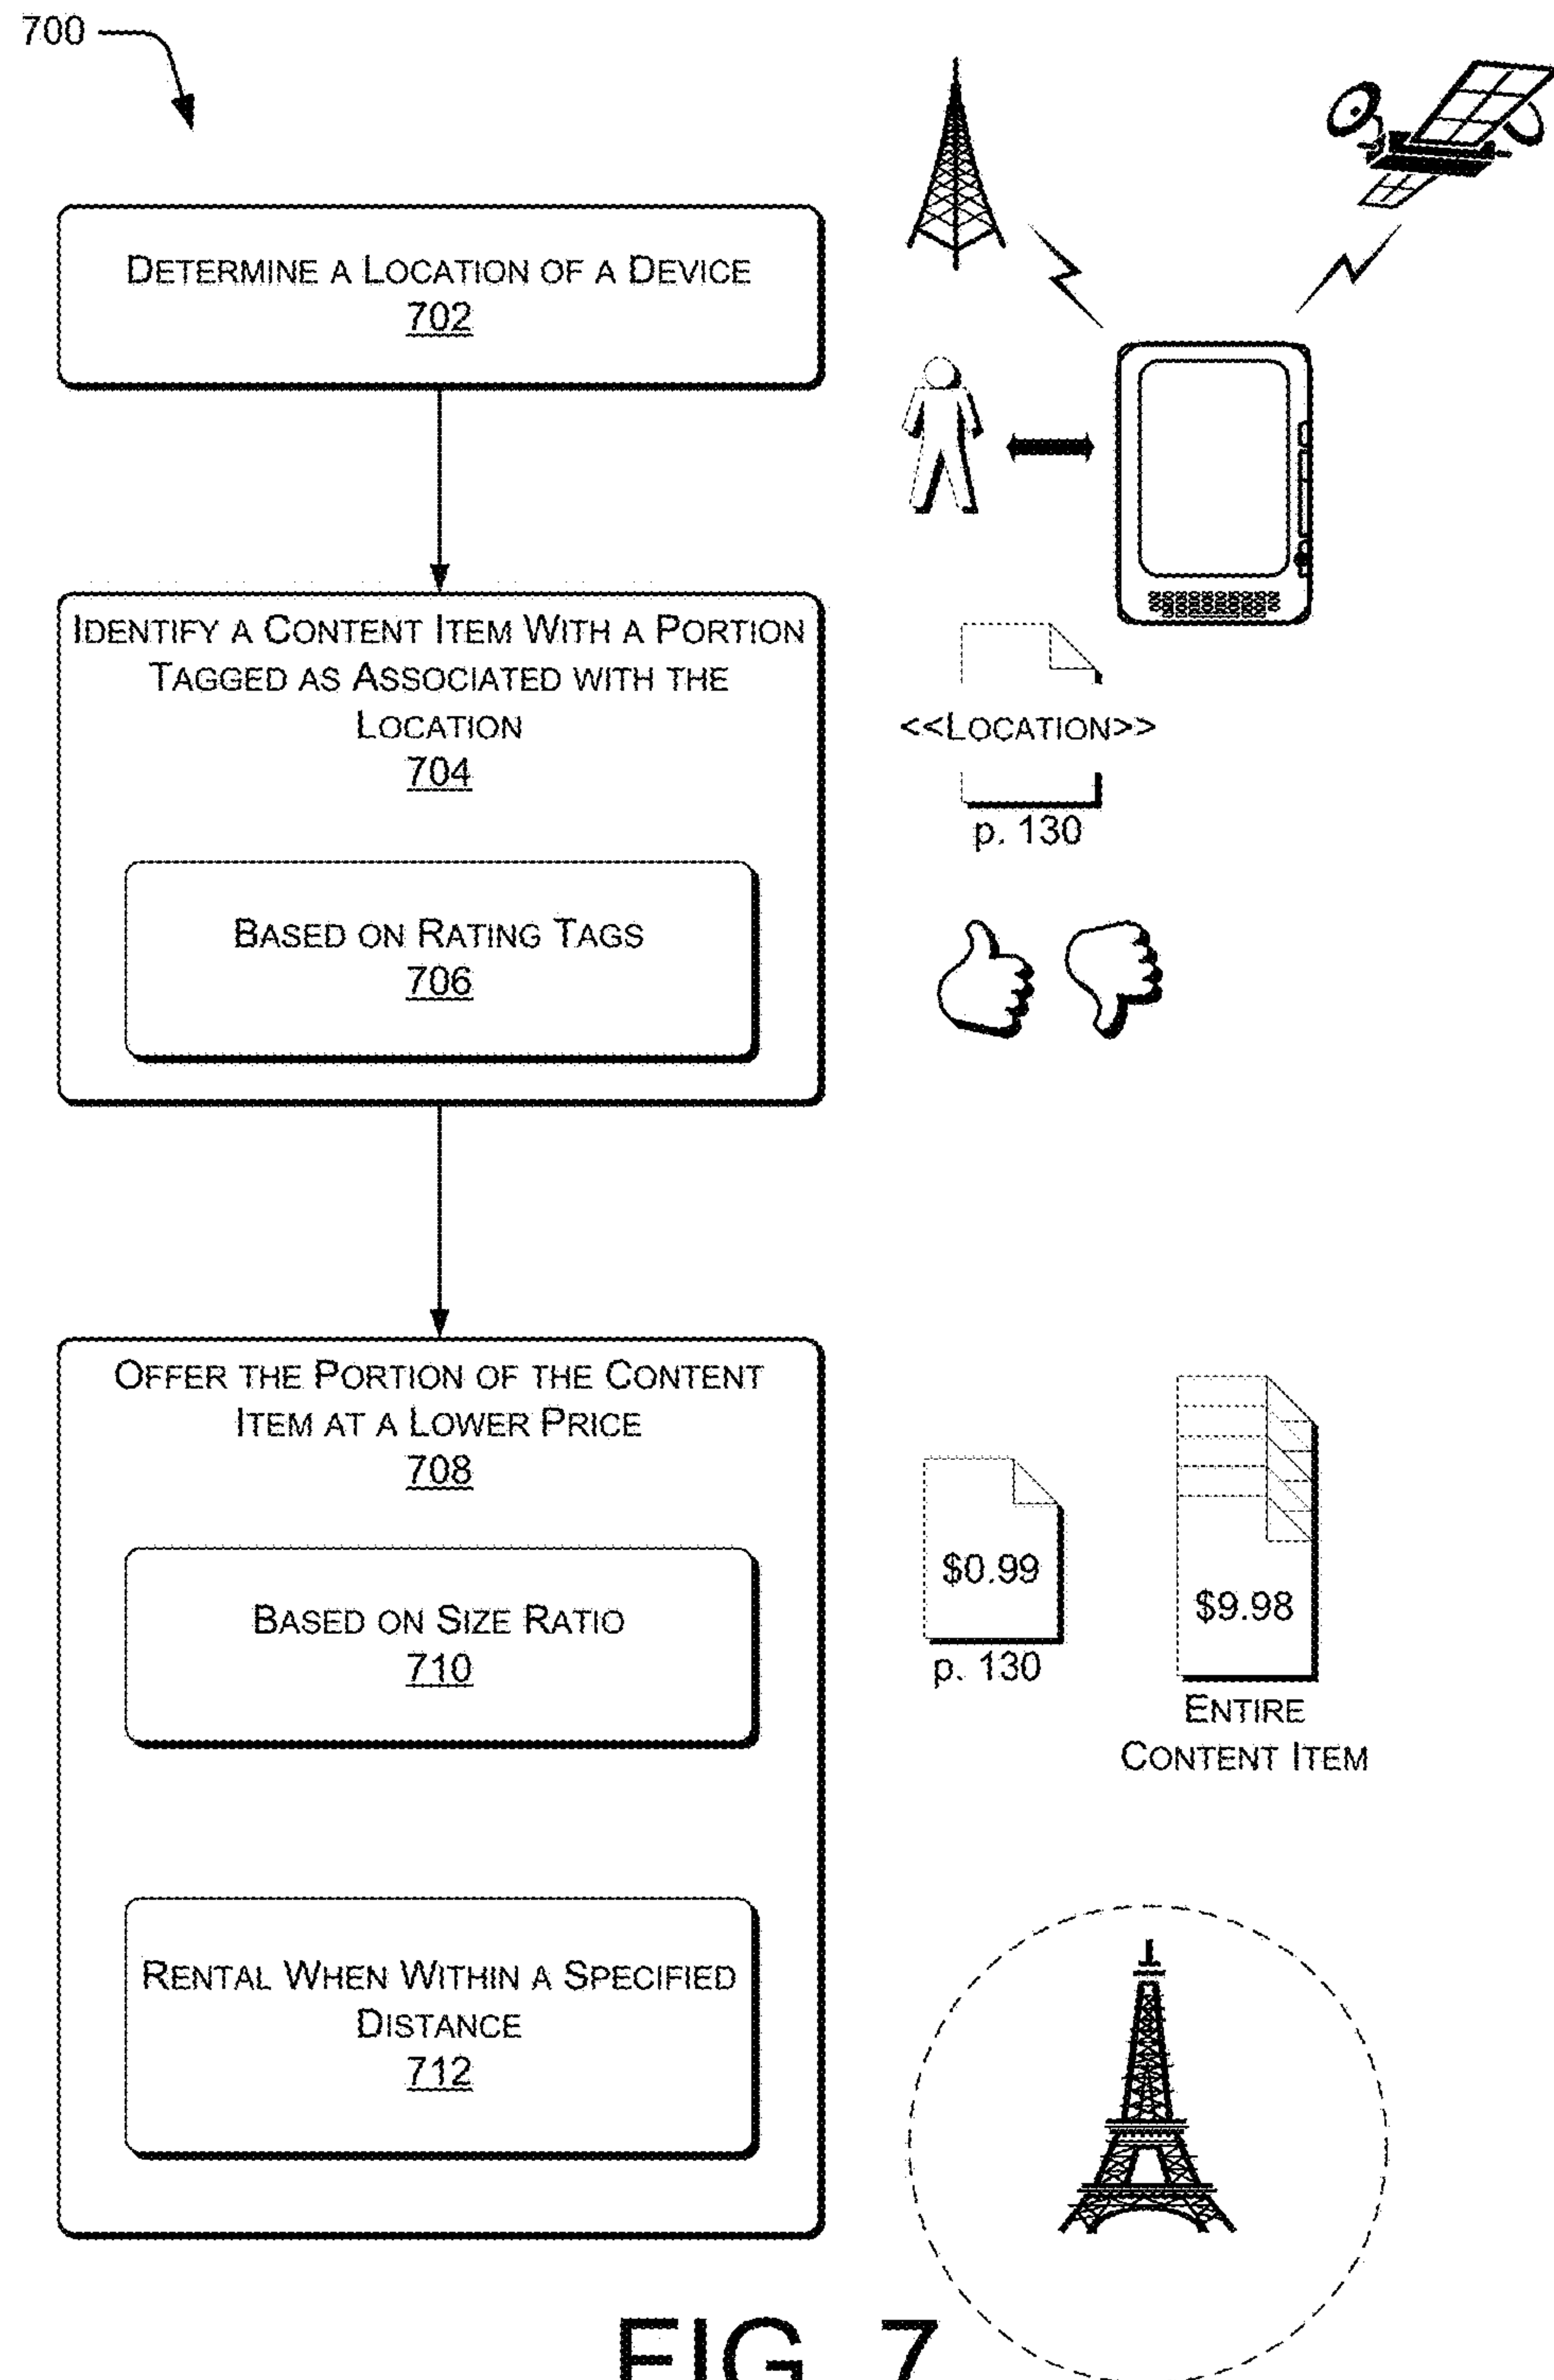 700
DETERMINE A LOCATION OF A DEVICE
702
IDENTIFY A CONTENT ITEM WITH A PORTION
TAGGED AS ASSOCIATED WITH THE
LOCATION
704
<<LOCATION>>
p. 130
BASED ON RATING TAGS
706
OFFER THE PORTION OF THE CONTENT
ITEM AT A LOWER PRICE
708
BASED ON SIZE RATIO
710
$0.99
p. 130
$9.98
ENTIRE
CONTENT ITEM
RENTAL WHEN WITHIN A SPECIFIED
DISTANCE
712
FIG. 7